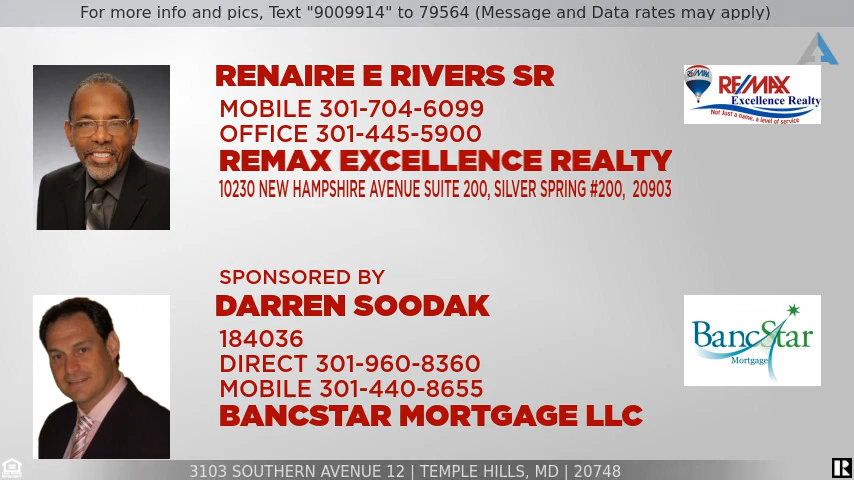 For more info and pics, Text "9009914" to 79564 (Message and Data rates may apply)
RENAIRE E RIVERS SR
MOBILE 301-704-6099
OFFICE 301-445-5900
REMAX EXCELLENCE REALTY
10230 NEW HAMPSHIRE AVENUE SUITE 200, SILVER SPRING #200, 20903
RE/MAX
RE/MAX
Excellence Realty
Not Just a name, a level of service
SPONSORED BY
DARREN SOODAK
184036
DIRECT 301-960-8360
MOBILE 301-440-8655
BANCSTAR MORTGAGE LLC
BancStar
Mortgage
3103 SOUTHERN AVENUE 12 | TEMPLE HILLS, MD | 20748